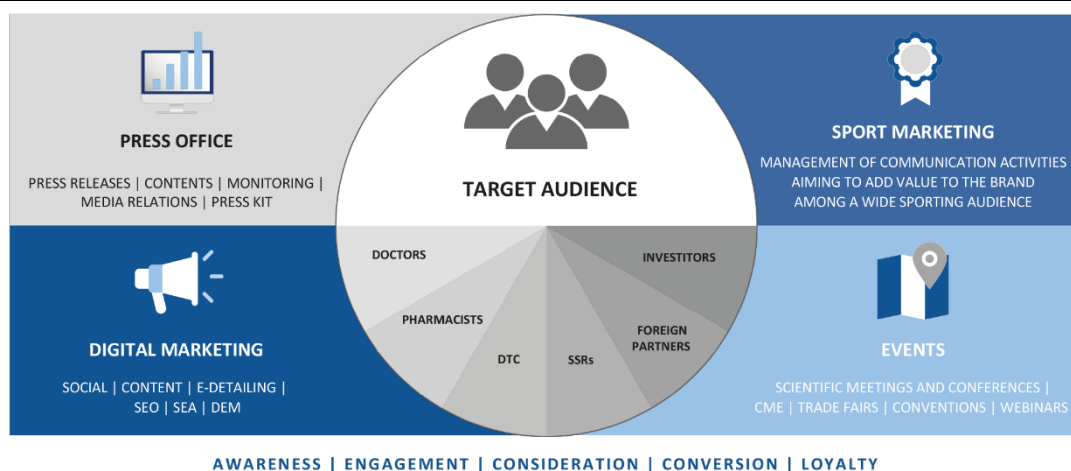 PRESS OFFICE
PRESS RELEASES | CONTENTS | MONITORING |
MEDIA RELATIONS | PRESS KIT
TARGET AUDIENCE
SPORT MARKETING
MANAGEMENT OF COMMUNICATION ACTIVITIES
AIMING TO ADD VALUE TO THE BRAND
AMONG A WIDE SPORTING AUDIENCE
DOCTORS
PHARMACISTS
DTC
SSRs
FOREIGN
PARTNERS
INVESTITORS
DIGITAL MARKETING
SOCIAL | CONTENT | E-DETAILING |
SEO | SEA | DEM
EVENTS
SCIENTIFIC MEETINGS AND CONFERENCES |
CME | TRADE FAIRS | CONVENTIONS | WEBINARS
AWARENESS | ENGAGEMENT | CONSIDERATION | CONVERSION | LOYALTY